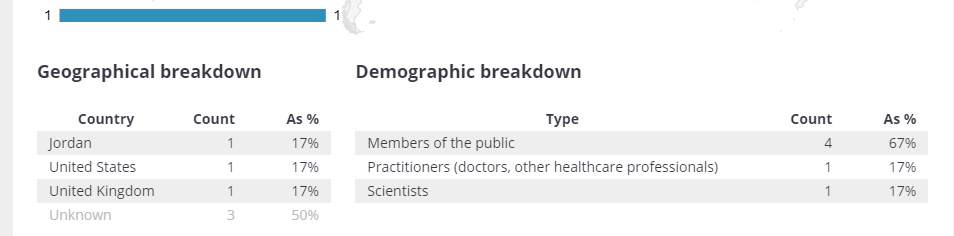 1 1
Geographical breakdown Demographic breakdown
Country Count As % Type Count As %
Jordan 1 17% Members of the public 4 67%
United States 1 17% Practitioners (doctors, other healthcare professionals) 1 17%
United Kingdom 1 17% Scientists 1 17%
Unknown 3 50%